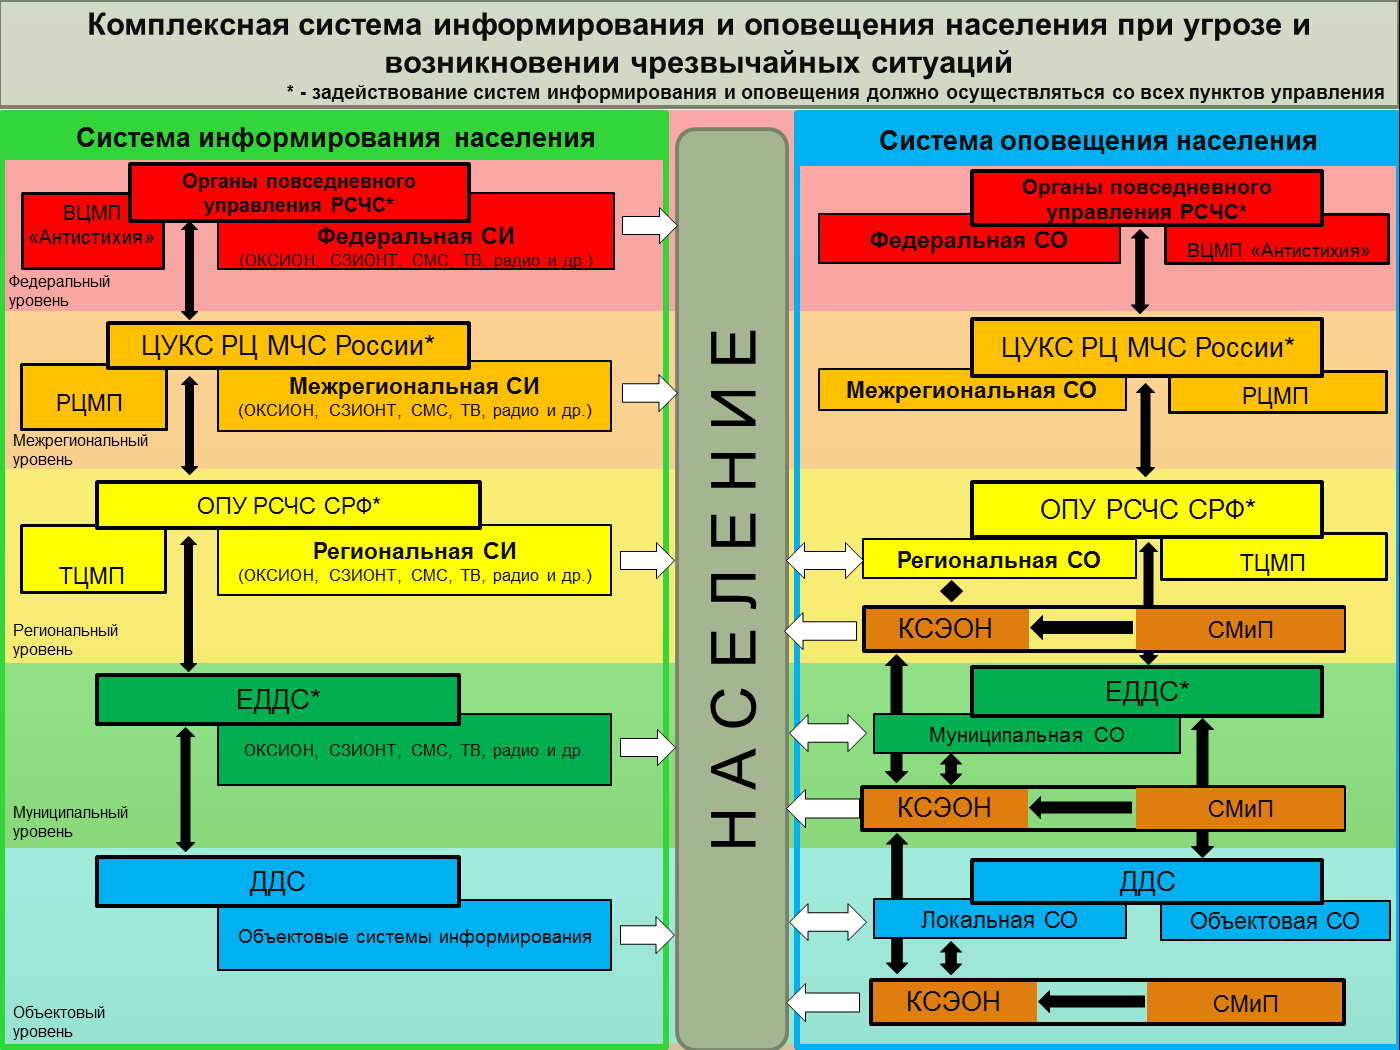 Комплексная система информирования и оповещения населения при угрозе и
возникновении чрезвычайных ситуаций
* - задействование систем информирования и оповещения должно осуществляться со всех пунктов управления
Система информирования населения
Органы повседневного
управления РСЧС*
ВЦМП
«Антистихия»
Федеральная СИ
(ОКСИОН, СЗИОНТ, СМС, ТВ, радио и др.)
Федеральный
уровень
ЦУКС РЦ МЧС России*
РЦМП
Межрегиональная СИ
(ОКСИОН, СЗИОНТ, СМС, ТВ, радио и др.)
Межрегиональный
уровень
ОПУ РСЧС СРФ*
ТЦМП
Региональная СИ
(ОКСИОН, СЗИОНТ, СМС, ТВ, радио и др.)
Региональный
уровень
ЕДДС*
ОКСИОН, СЗИОНТ, СМС, ТВ, радио и др.
Муниципальный
уровень
ДДС
Объектовые системы информирования
Объектовый
уровень
НАСЕЛЕНИЕ
Система оповещения населения
Органы повседневного
управления РСЧС*
Федеральная СО
ВЦМП «Антистихия»
ЦУКС РЦ МЧС России*
Межрегиональная СО
РЦМП
ОПУ РСЧС СРФ*
Региональная СО
ТЦМП
КСЭОН
СМиП
ЕДДС*
Муниципальная СО
КСЭОН
СМиП
ДДС
Локальная СО
Объектовая СО
КСЭОН
СМиП